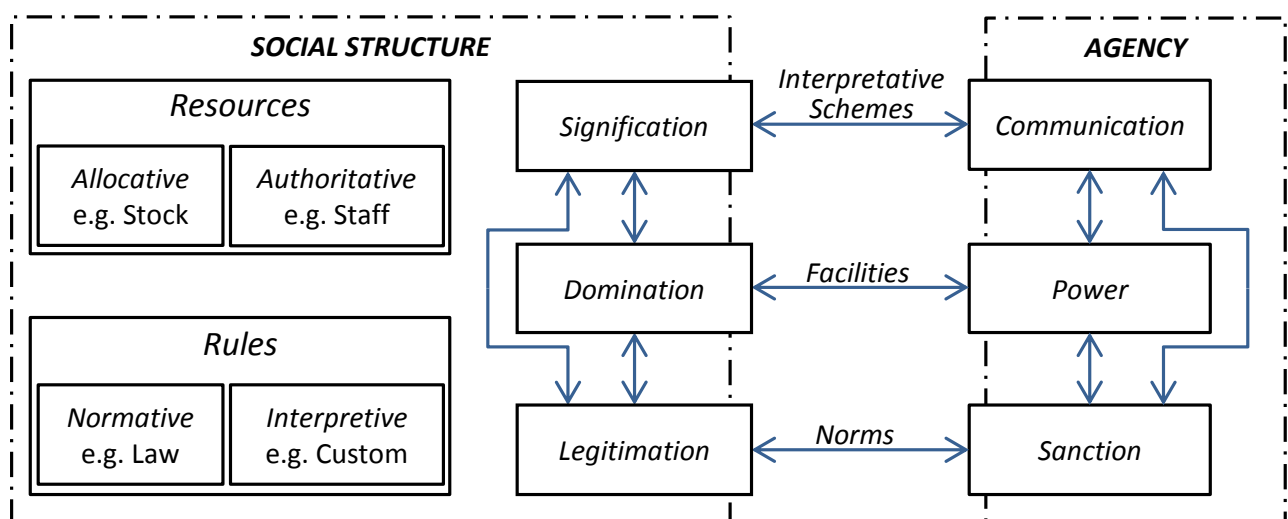 SOCIAL STRUCTURE
AGENCY
Resources
Allocative
e.g. Stock
Authoritative
e.g. Staff
Rules
Normative
e.g. Law
Interpretive
e.g. Custom
Signification
Interpretative
Schemes
Communication
Domination
Facilities
Power
Legitimation
Norms
Sanction